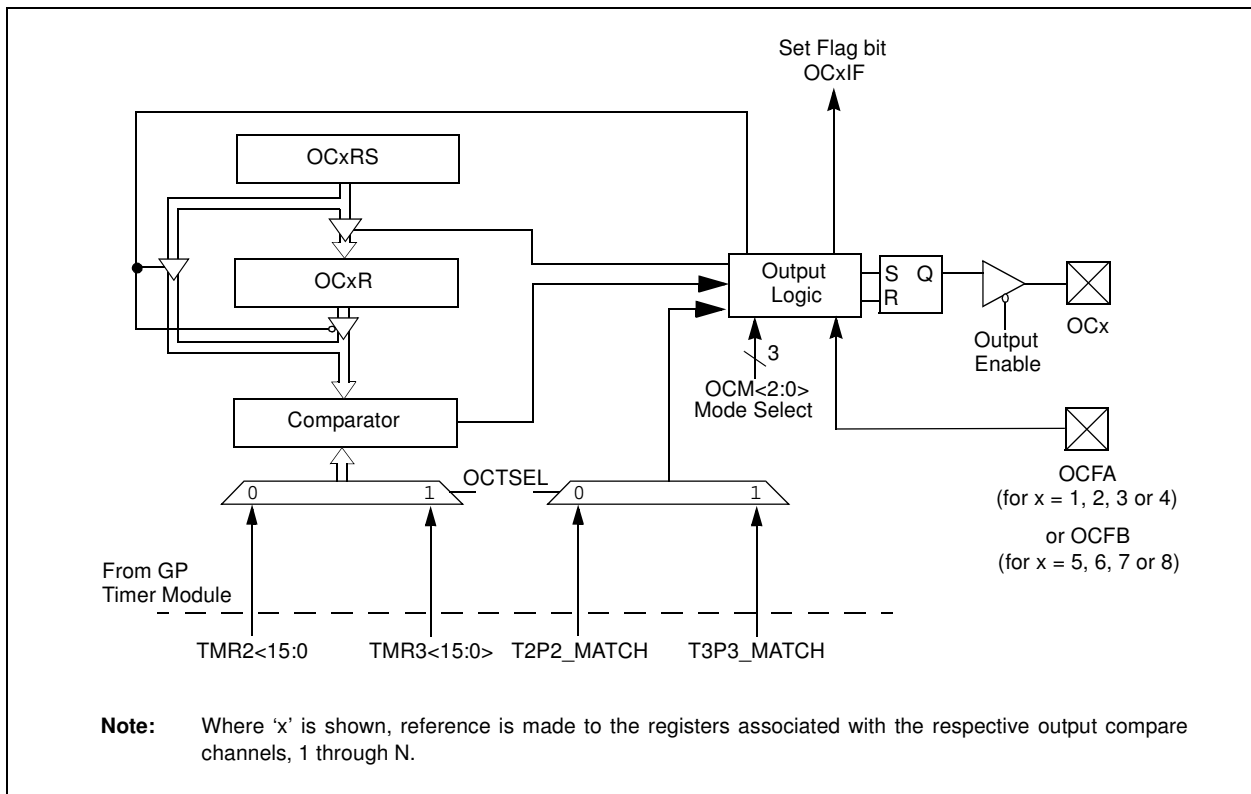 Set Flag bit
OCxIF
OCxRS
OCxR
Output
Logic
S Q
R
OCx
Output
Enable
3
OCM<2:0>
Mode Select
Comparator
OCTSEL
0 1
0 1
OCFA
(for x = 1, 2, 3 or 4)
or OCFB
(for x = 5, 6, 7 or 8)
From GP
Timer Module
TMR2<15:0 TMR3<15:0> T2P2_MATCH T3P3_MATCH
Note: Where ‘x’ is shown, reference is made to the registers associated with the respective output compare
channels, 1 through N.